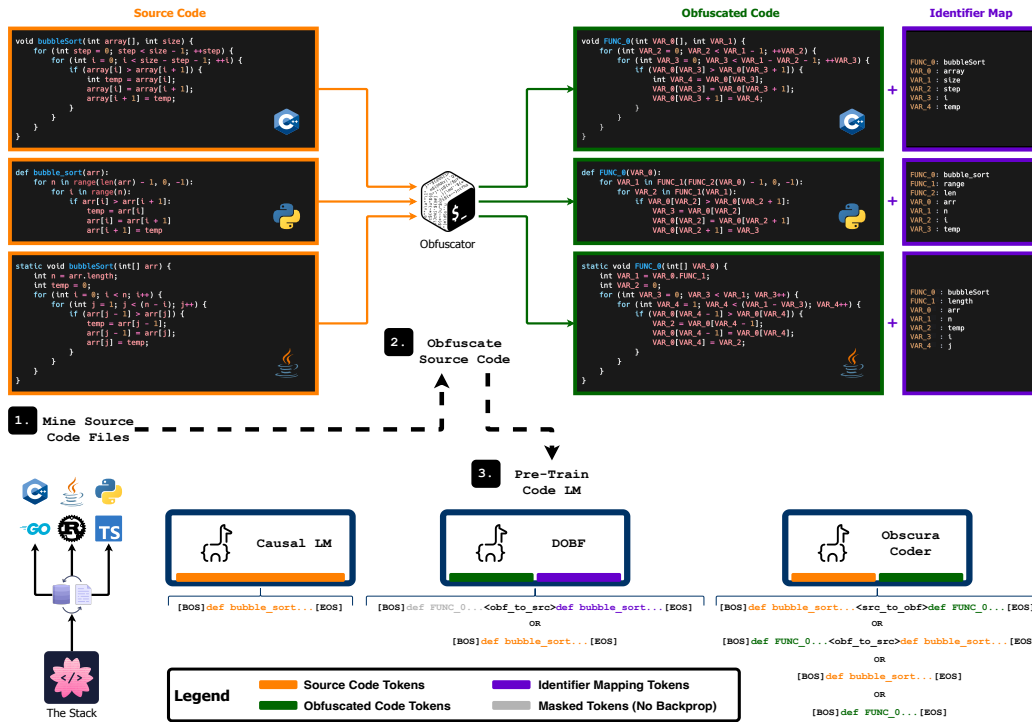 Source Code
Obfuscated Code
Identifier Map
void bubbleSort(int array[], int size) {
for (int step = 0; step < size - 1; ++step) {
for (int i = 0; i < size - step - 1; ++i) {
if (array[i] > array[i + 1]) {
int temp = array[i];
array[i] = array[i + 1];
array[i + 1] = temp;
}
}
}
}
void FUNC_0(int VAR_0[], int VAR_1) {
for (int VAR_2 = 0; VAR_2 < VAR_1 - 1; ++VAR_2) {
for (int VAR_3 = 0; VAR_3 < VAR_1 - VAR_2 - 1; ++VAR_3) {
if (VAR_0[VAR_3] > VAR_0[VAR_3 + 1]) {
int VAR_4 = VAR_0[VAR_3];
VAR_0[VAR_3] = VAR_0[VAR_3 + 1];
VAR_0[VAR_3 + 1] = VAR_4;
}
}
}
}
+
FUNC_0: bubbleSort
VAR_0 : array
VAR_1 : size
VAR_2 : step
VAR_3 : i
VAR_4 : temp
def bubble_sort(arr):
for n in range(len(arr) - 1, 0, -1):
for i in range(n):
if arr[i] > arr[i + 1]:
temp = arr[i]
arr[i] = arr[i + 1]
arr[i + 1] = temp
$_
Obfuscator
def FUNC_0(VAR_0):
for VAR_1 in FUNC_1(FUNC_2(VAR_0) - 1, 0, -1):
for VAR_2 in FUNC_1(VAR_1):
if VAR_0[VAR_2] > VAR_0[VAR_2 + 1]:
VAR_3 = VAR_0[VAR_2]
VAR_0[VAR_2] = VAR_0[VAR_2 + 1]
VAR_0[VAR_2 + 1] = VAR_3
+
FUNC_0: bubble_sort
FUNC_1: range
FUNC_2: len
VAR_0 : arr
VAR_1 : n
VAR_2 : i
VAR_3 : temp
static void bubbleSort(int[] arr) {
int n = arr.length;
int temp = 0;
for (int i = 0; i < n; i++) {
for (int j = 1; j < (n - i); j++) {
if (arr[j - 1] > arr[j]) {
temp = arr[j - 1];
arr[j - 1] = arr[j];
arr[j] = temp;
}
}
}
}
static void FUNC_0(int[] VAR_0) {
int VAR_1 = VAR_0.FUNC_1;
int VAR_2 = 0;
for (int VAR_3 = 0; VAR_3 < VAR_1; VAR_3++) {
for (int VAR_4 = 1; VAR_4 < (VAR_1 - VAR_3); VAR_4++) {
if (VAR_0[VAR_4 - 1] > VAR_0[VAR_4]) {
VAR_2 = VAR_0[VAR_4 - 1];
VAR_0[VAR_4 - 1] = VAR_0[VAR_4];
VAR_0[VAR_4] = VAR_2;
}
}
}
}
+
FUNC_0 : bubbleSort
FUNC_1 : length
VAR_0 : arr
VAR_1 : n
VAR_2 : temp
VAR_3 : i
VAR_4 : j
2. Obfuscate
Source Code
1. Mine Source
Code Files
3. Pre-Train
Code LM
C++
GO
R
TS
The Stack
Causal LM
DOBF
Obscura
Coder
[BOS]def bubble_sort...[EOS]
[BOS]def FUNC_0...<obf_to_src>def bubble_sort...[EOS]
OR
[BOS]def bubble_sort...[EOS]
[BOS]def bubble_sort...<src_to_obf>def FUNC_0...[EOS]
OR
[BOS]def FUNC_0...<obf_to_src>def bubble_sort...[EOS]
OR
[BOS]def bubble_sort...[EOS]
OR
[BOS]def FUNC_0...[EOS]
Legend
Source Code Tokens
Identifier Mapping Tokens
Obfuscated Code Tokens
Masked Tokens (No Backprop)